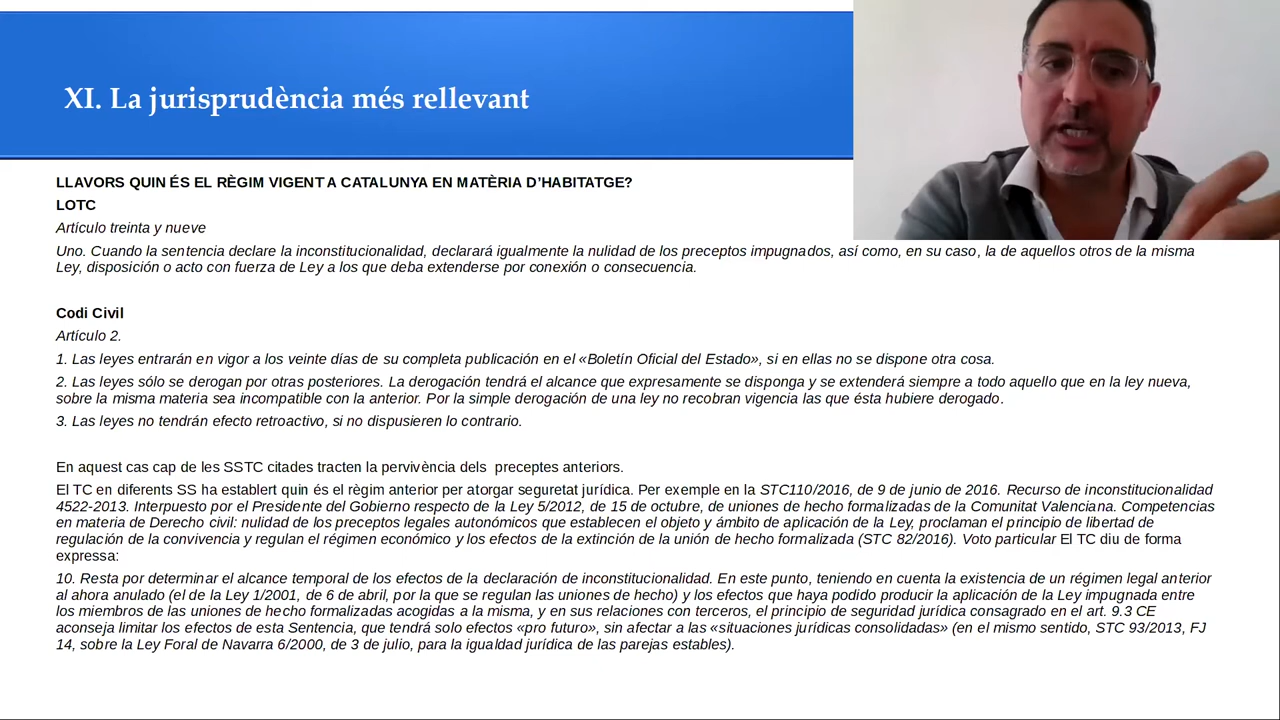 XI. La jurisprudència més rellevant
LLAVORS QUIN ÉS EL RÈGIM VIGENT A CATALUNYA EN MATÈRIA D’HABITATGE?
LOTC
Artículo treinta y nueve
Uno. Cuando la sentencia declare la inconstitucionalidad, declarará igualmente la nulidad de los preceptos impugnados, así como, en su caso, la de aquellos otros de la misma
Ley, disposición o acto con fuerza de Ley a los que deba extenderse por conexión o consecuencia.
Codi Civil
Artículo 2.
1. Las leyes entrarán en vigor a los veinte días de su completa publicación en el «Boletín Oficial del Estado», si en ellas no se dispone otra cosa.
2. Las leyes sólo se derogan por otras posteriores. La derogación tendrá el alcance que expresamente se disponga y se extenderá siempre a todo aquello que en la ley nueva,
sobre la misma materia sea incompatible con la anterior. Por la simple derogación de una ley no recobran vigencia las que ésta hubiere derogado.
3. Las leyes no tendrán efecto retroactivo, si no dispusieren lo contrario.
En aquest cas cap de les SSTC citades tracten la pervivència dels preceptes anteriors.
El TC en diferents SS ha establert quin és el règim anterior per atorgar seguretat jurídica. Per exemple en la STC110/2016, de 9 de junio de 2016. Recurso de inconstitucionalidad
4522-2013. Interpuesto por el Presidente del Gobierno respecto de la Ley 5/2012, de 15 de octubre, de uniones de hecho formalizadas de la Comunitat Valenciana. Competencias
en materia de Derecho civil: nulidad de los preceptos legales autonómicos que establecen el objeto y ámbito de aplicación de la Ley, proclaman el principio de libertad de
regulación de la convivencia y regulan el régimen económico y los efectos de la extinción de la unión de hecho formalizada (STC 82/2016). Voto particular El TC diu de forma
expressa:
10. Resta por determinar el alcance temporal de los efectos de la declaración de inconstitucionalidad. En este punto, teniendo en cuenta la existencia de un régimen legal anterior
al ahora anulado (el de la Ley 1/2001, de 6 de abril, por la que se regulan las uniones de hecho) y los efectos que haya podido producir la aplicación de la Ley impugnada entre
los miembros de las uniones de hecho formalizadas acogidas a la misma, y en sus relaciones con terceros, el principio de seguridad jurídica consagrado en el art. 9.3 CE
aconseja limitar los efectos de esta Sentencia, que tendrá solo efectos «pro futuro», sin afectar a las «situaciones jurídicas consolidadas» (en el mismo sentido, STC 93/2013, FJ
14, sobre la Ley Foral de Navarra 6/2000, de 3 de julio, para la igualdad jurídica de las parejas estables).